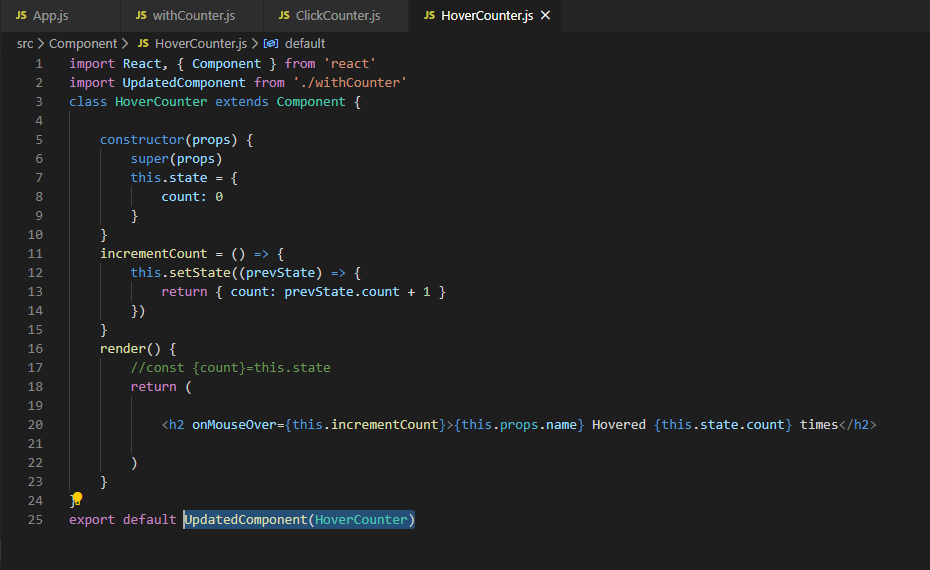 JS App.js JS withCounter.js JS ClickCounter.js JS HoverCounter.js ×
src > Component > JS HoverCounter.js > default
1 import React, { Component } from 'react'
2 import UpdatedComponent from './withCounter'
3 class HoverCounter extends Component {
4
5 constructor(props) {
6 super(props)
7 this.state = {
8 count: 0
9 }
10 }
11 incrementCount = () => {
12 this.setState((prevState) => {
13 return { count: prevState.count + 1 }
14 })
15 }
16 render() {
17 //const {count}=this.state
18 return (
19
20 <h2 onMouseOver={this.incrementCount}>{this.props.name} Hovered {this.state.count} times</h2>
21
22 )
23 }
24 }
25 export default UpdatedComponent(HoverCounter)